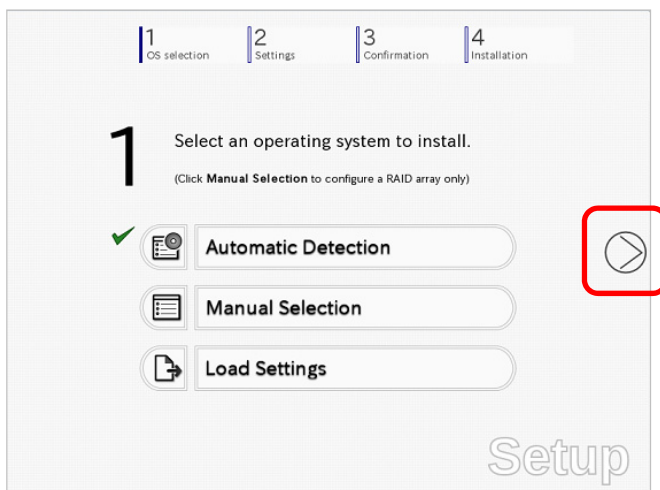 1 2 3 4
OS selection Settings Confirmation Installation
1 Select an operating system to install.
(Click Manual Selection to configure a RAID array only)
Automatic Detection
Manual Selection
Load Settings
Setup